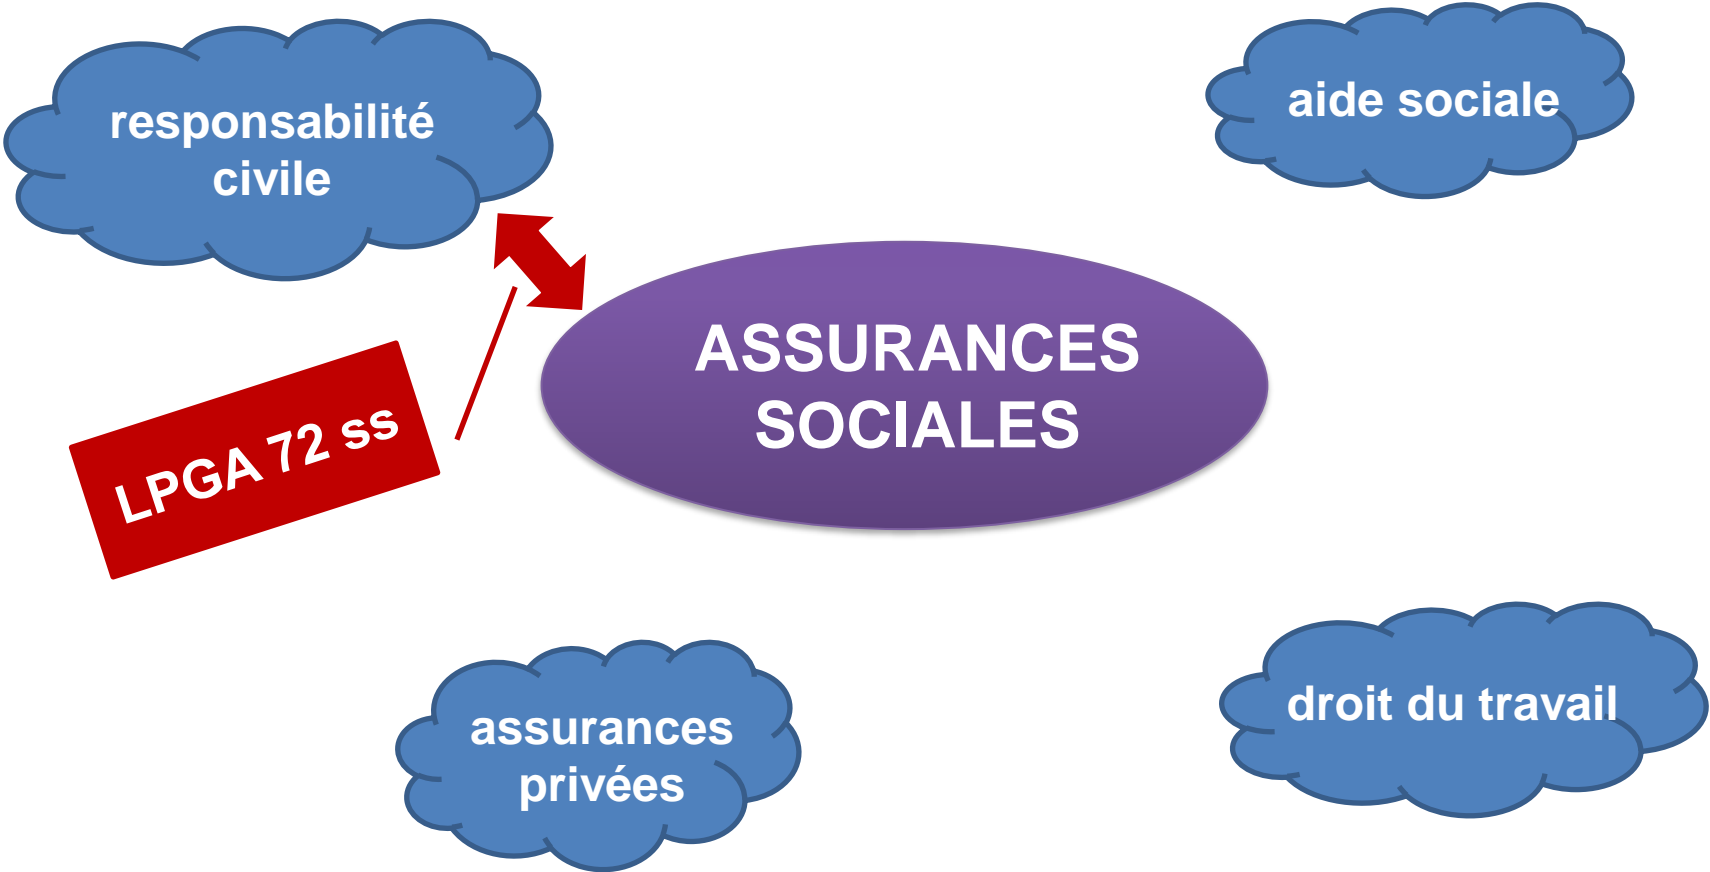 responsabilité
civile
aide sociale
ASSURANCES
SOCIALES
LPGA 72 ss
assurances
privées
droit du travail